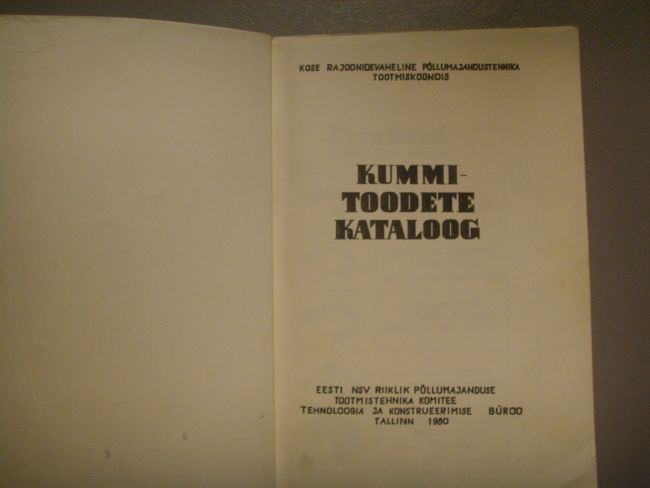 KOSE RAJOONIDEVAHELINE PÕLLUMAJANDUSTEHNIKA
TOOTMISKOONDIS
KUMMI-
TOODETE
KATALOOG
EESTI NSV RIIKLIK PÕLLUMAJANDUSE
TOOTMISTEHNIKA KOMITEE
TEHNOLOOGIA JA KONSTRUEERIMISE BÜROO
TALLINN 1980